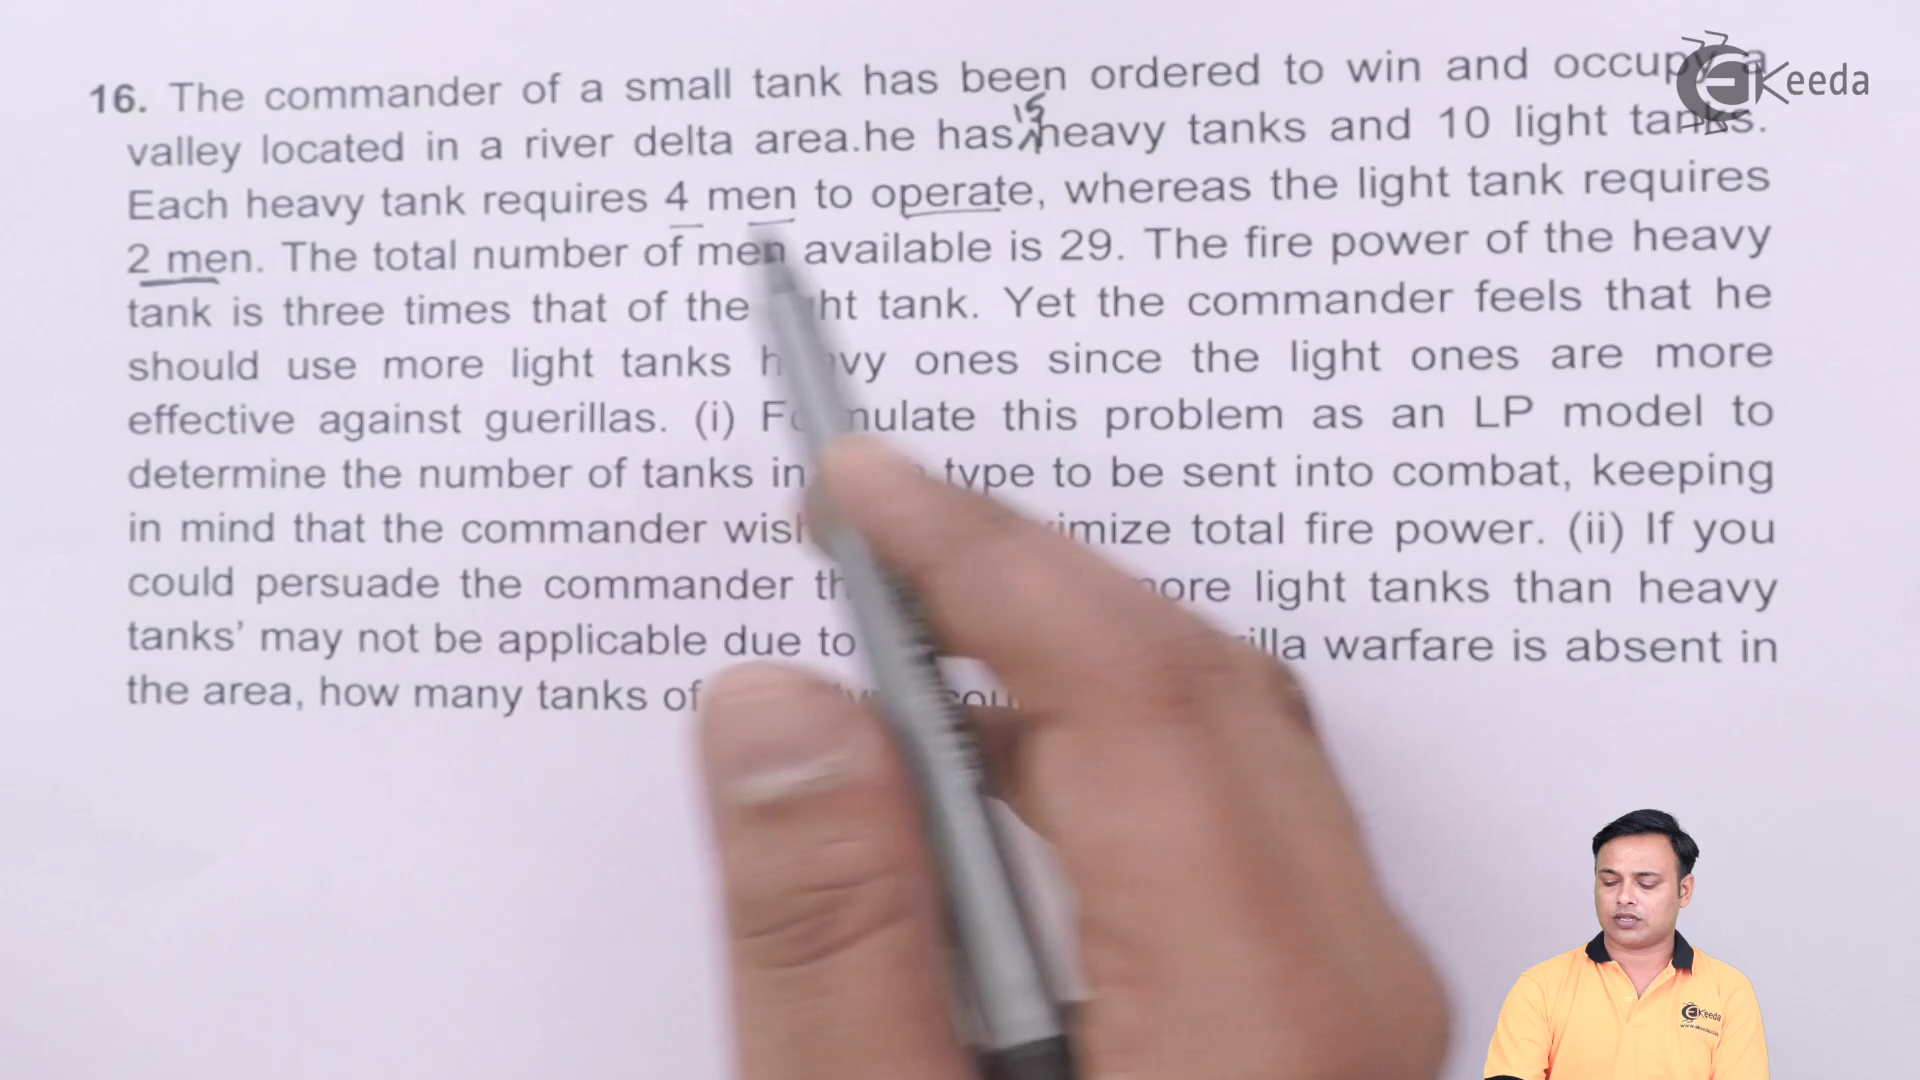 16. The commander of a small tank has been ordered to win and occupy a
valley located in a river delta area.he has 15 heavy tanks and 10 light tanks.
Each heavy tank requires 4 men to operate, whereas the light tank requires
2 men. The total number of men available is 29. The fire power of the heavy
tank is three times that of the ht tank. Yet the commander feels that he
should use more light tanks h vy ones since the light ones are more
effective against guerillas. (i) Fo mulate this problem as an LP model to
determine the number of tanks in type to be sent into combat, keeping
in mind that the commander wish imize total fire power. (ii) If you
could persuade the commander th ore light tanks than heavy
tanks' may not be applicable due to illa warfare is absent in
the area, how many tanks of
EKeeda
EKeeda